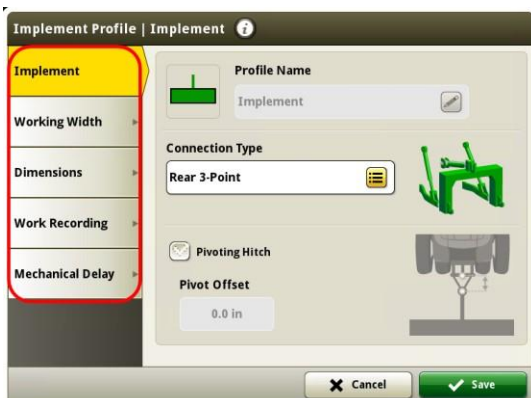 Implement Profile | Implement i
Implement
Working Width
Dimensions
Work Recording
Mechanical Delay
Profile Name
Implement
Connection Type
Rear 3-Point
Pivoting Hitch
Pivot Offset
0.0 in
Cancel
Save